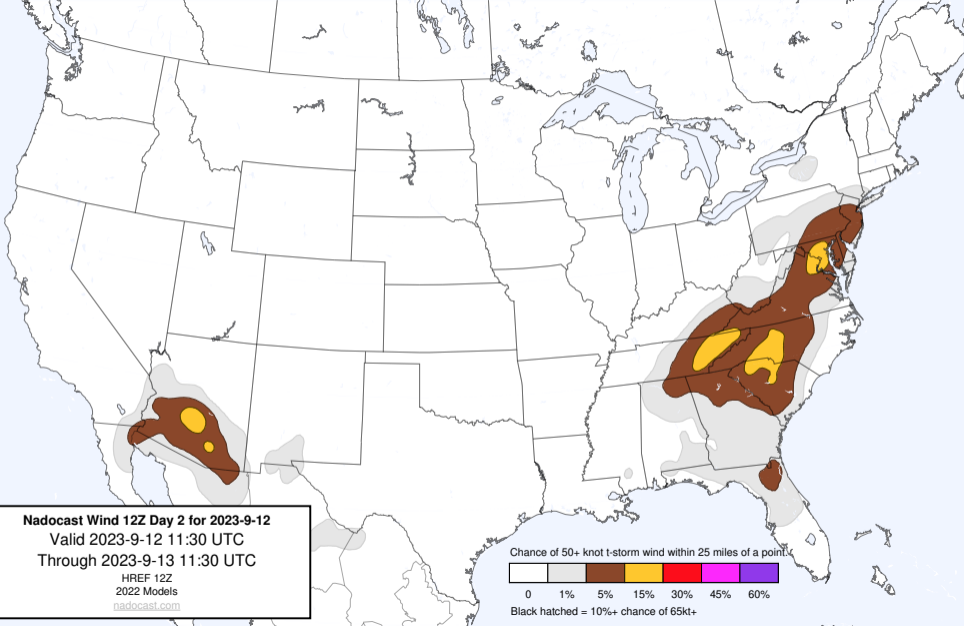 Nadocast Wind 12Z Day 2 for 2023-9-12
Valid 2023-9-12 11:30 UTC
Through 2023-9-13 11:30 UTC
HREF 12Z
2022 Models
nadocast.com
Chance of 50+ knot t-storm wind within 25 miles of a point.
0 1% 5% 15% 30% 45% 60%
Black hatched = 10%+ chance of 65kt+